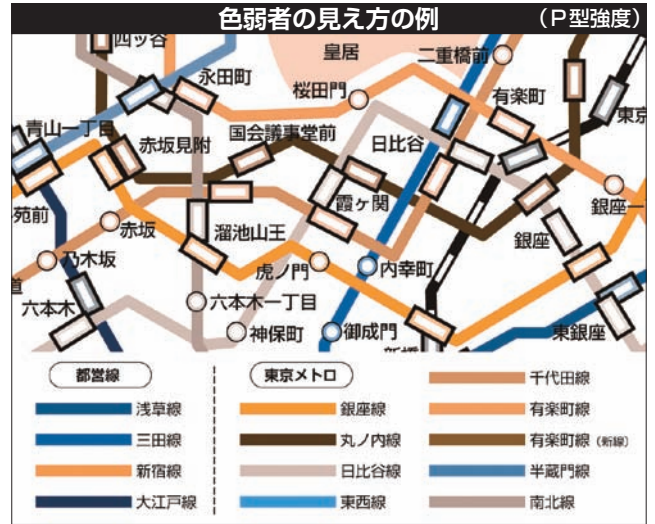 色弱者の見え方の例 （Ｐ型強度）
四ッ谷
皇居
二重橋前
永田町
桜田門
有楽町
東京
青山一丁目
赤坂見附
国会議事堂前
日比谷
霞ヶ関
銀座一
苑前
赤坂
溜池山王
銀座
乃木坂
虎ノ門
内幸町
道
六本木
六本木一丁目
神保町
御成門
新橋
東銀座
都営線
東京メトロ
千代田線
浅草線
銀座線
有楽町線
三田線
丸ノ内線
有楽町線（新線）
新宿線
日比谷線
半蔵門線
大江戸線
東西線
南北線